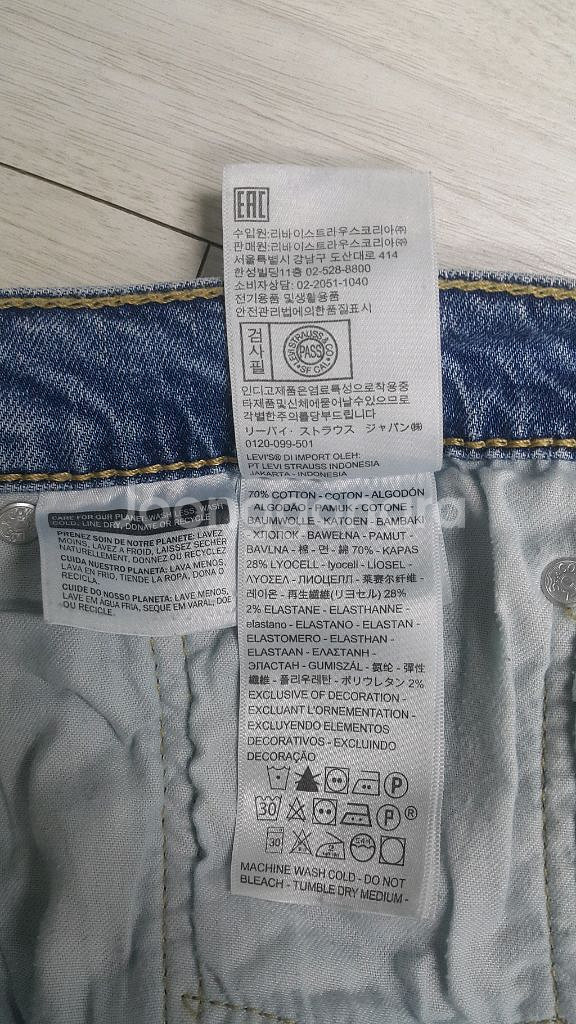 EAC
수입원:리바이스트라우스코리아㈜
판매원:리바이스트라우스코리아㈜
서울특별시 강남구 도산대로 414
한성빌딩11층 02-528-8800
소비자상담: 02-2051-1040
전기용품 및생활용품
안전관리법에의한품질표시
검사필
LEVI STRAUSS & CO
PASS
SF CAL
인디고제품은염료특성으로착용중
타제품및신체에묻어날수있으므로
각별한주의를당부드립니다.
リーバイ・ストラウス ジャパン㈱
0120-099-501
LEVI'S® DI IMPORT OLEH:
PT LEVI STRAUSS INDONESIA
JAKARTA - INDONESIA
CARE FOR OUR PLANET: WASH LESS, WASH
COLD, LINE DRY, DONATE OR RECYCLE
PRENEZ SOIN DE NOTRE PLANETE: LAVEZ
MOINS, LAVEZ A FROID, LAISSEZ SECHER
NATURELLEMENT, DONNEZ OU RECYCLEZ
CUIDA NUESTRO PLANETA: LAVA MENOS,
LAVA EN FRIO, TIENDE LA ROPA, DONA O
RECICLA.
CUIDE DO NOSSO PLANETA: LAVE MENOS,
LAVE EM ÁGUA FRIA, SEQUE EM VARAL, DOE
OU RECICLE.
70% COTTON - COTON - ALGODÓN
ALGODÃO - PAMUK - COTONE -
BAUMWOLLE - KATOEN - BAMBAKI
ΧΛΟΠΟΚ - BAWEŁNA - PAMUT -
BAVLNA - 棉 - 면 - 綿 70% - KAPAS
28% LYOCELL - lyocell - LİOSEL -
ΛΥΟΣΕΛ - ЛИОЦЕЛЛ - 莱赛尔纤维 -
레이온 - 再生繊維(リヨセル) 28%
2% ELASTANE - ELASTHANNE -
elastano - ELASTANO - ELASTAN -
ELASTOMERO - ELASTHAN -
ELASTAAN - ΕΛΑΣΤΑΝΗ -
ЭЛАСТАН - GUMISZÁL - 氨纶 - 彈性
纖維 - 폴리우레탄 - ポリウレタン 2%
EXCLUSIVE OF DECORATION -
EXCLUANT L'ORNEMENTATION -
EXCLUYENDO ELEMENTOS
DECORATIVOS - EXCLUINDO
DECORAÇÃO
P
30 P ®
30
MACHINE WASH COLD - DO NOT
BLEACH - TUMBLE DRY MEDIUM -